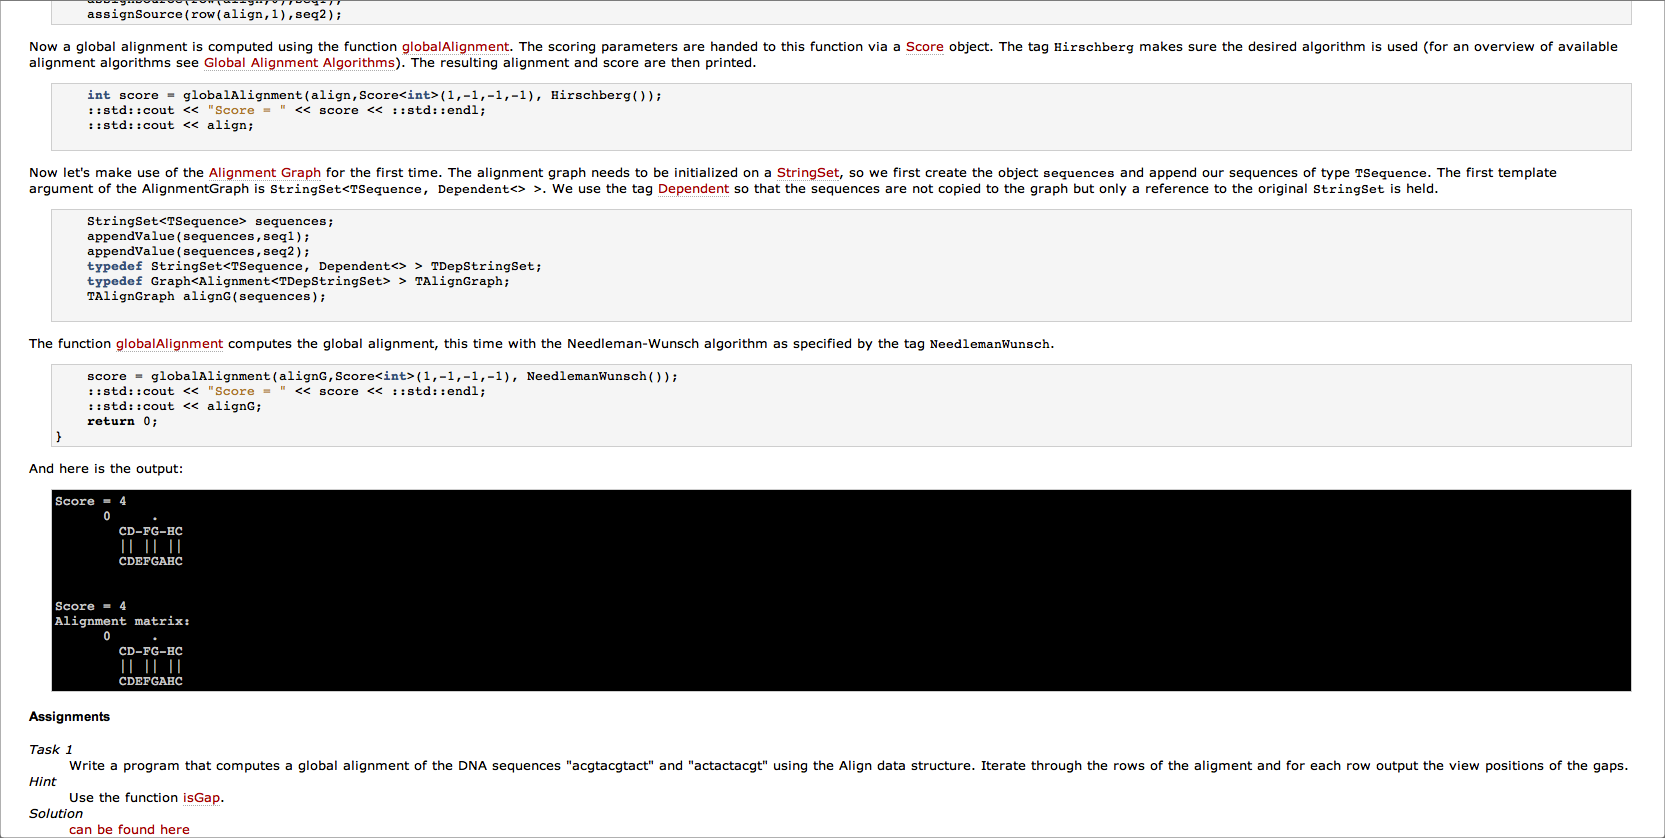 assignSource(row(align,1),seq2);
Now a global alignment is computed using the function globalAlignment. The scoring parameters are handed to this function via a Score object. The tag Hirschberg makes sure the desired algorithm is used (for an overview of available
alignment algorithms see Global Alignment Algorithms). The resulting alignment and score are then printed.
int score = globalAlignment(align,Score<int>(1,-1,-1,-1), Hirschberg());
::std::cout << "Score = " << score << ::std::endl;
::std::cout << align;
Now let's make use of the Alignment Graph for the first time. The alignment graph needs to be initialized on a StringSet, so we first create the object sequences and append our sequences of type TSequence. The first template
argument of the AlignmentGraph is StringSet<TSequence, Dependent<> >. We use the tag Dependent so that the sequences are not copied to the graph but only a reference to the original StringSet is held.
StringSet<TSequence> sequences;
appendValue(sequences,seq1);
appendValue(sequences,seq2);
typedef StringSet<TSequence, Dependent<> > TDepStringSet;
typedef Graph<Alignment<TDepStringSet> > TAlignGraph;
TAlignGraph alignG(sequences);
The function globalAlignment computes the global alignment, this time with the Needleman-Wunsch algorithm as specified by the tag NeedlemanWunsch.
score = globalAlignment(alignG,Score<int>(1,-1,-1,-1), NeedlemanWunsch());
::std::cout << "Score = " << score << ::std::endl;
::std::cout << alignG;
return 0;
}
And here is the output:
Score = 4
0     .
CD-FG-HC
|| || ||
CDEFGAHC
Score = 4
Alignment matrix:
0     .
CD-FG-HC
|| || ||
CDEFGAHC
Assignments
Task 1
Write a program that computes a global alignment of the DNA sequences "acgtacgtact" and "actactacgt" using the Align data structure. Iterate through the rows of the aligment and for each row output the view positions of the gaps.
Hint
Use the function isGap.
Solution
can be found here